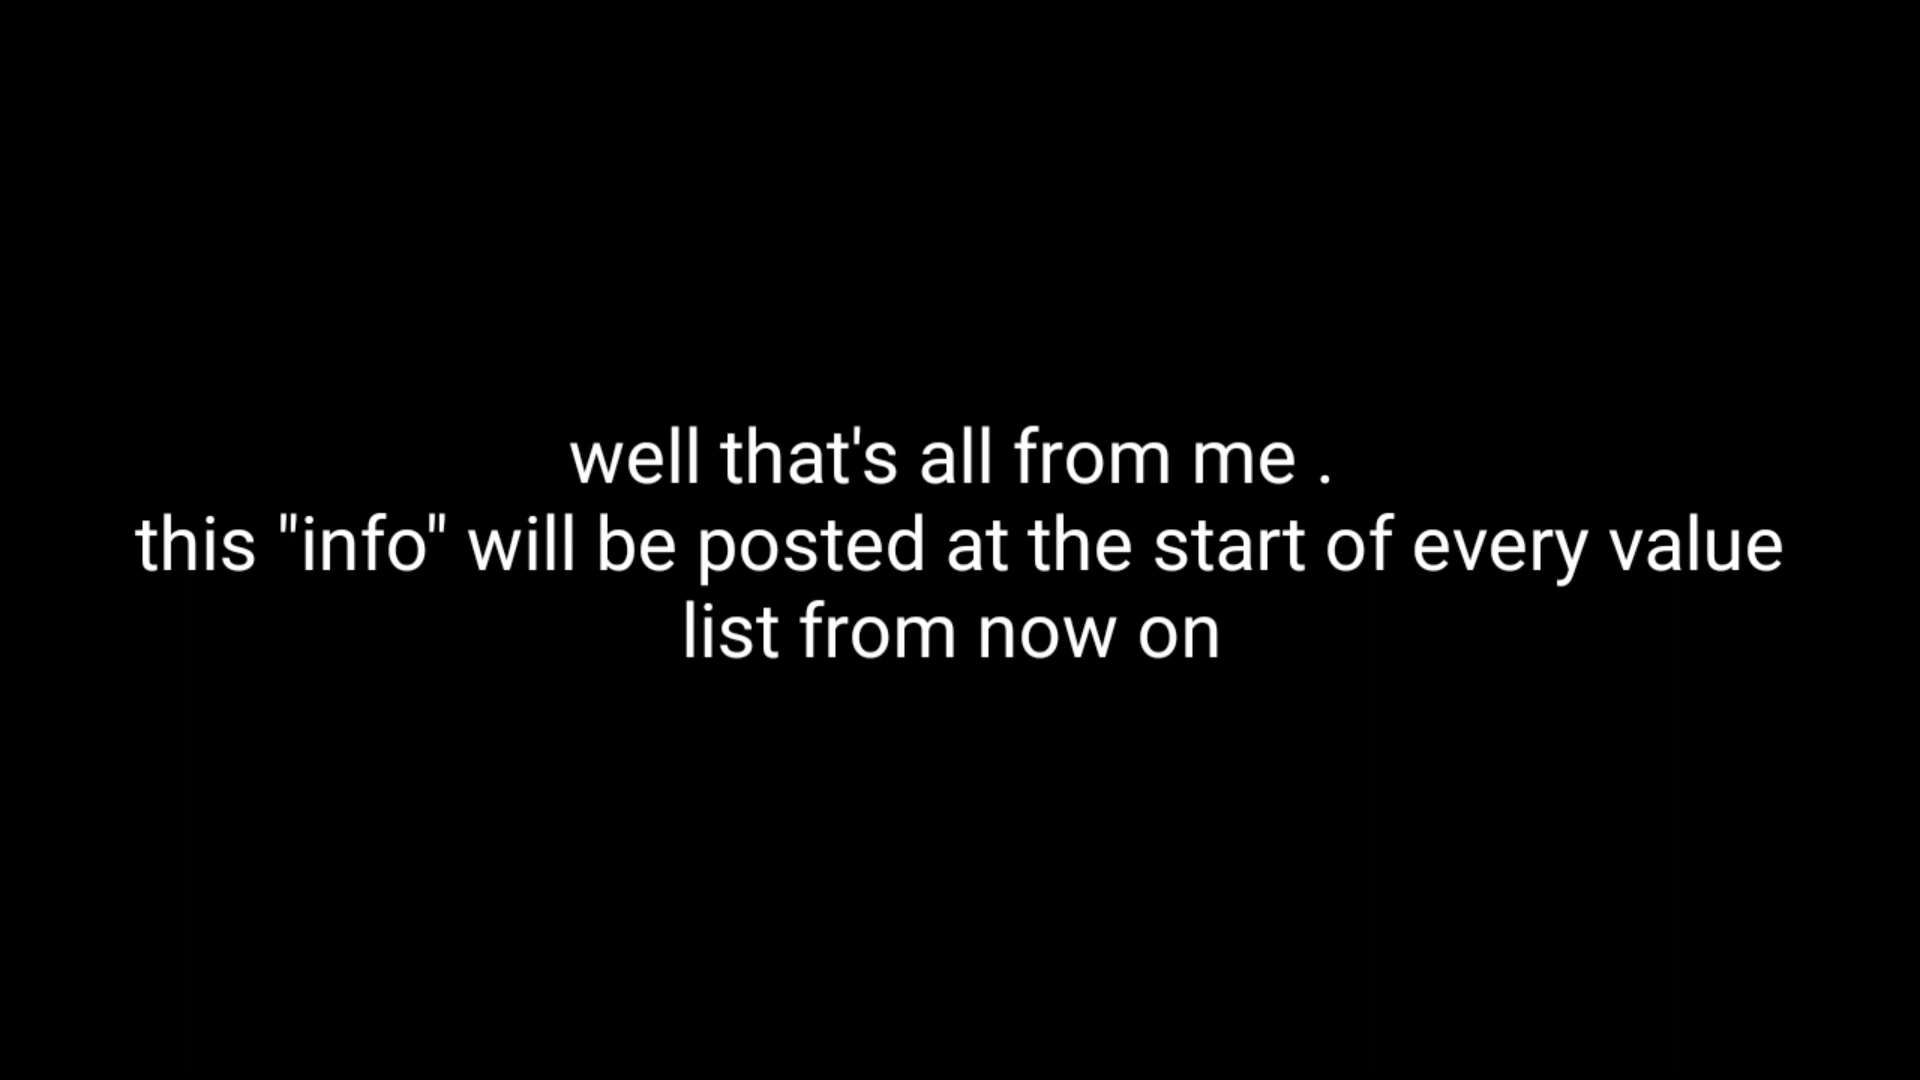 well that's all from me .
this "info" will be posted at the start of every value
list from now on